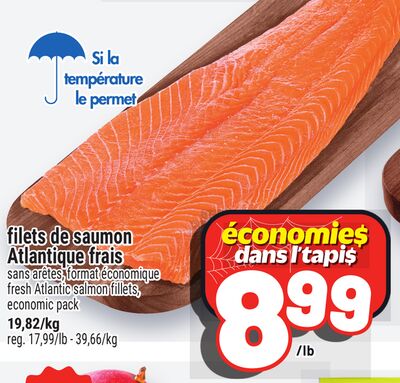 Si la
température
le permet
filets de saumon
Atlantique frais
sans arêtes, format économique
fresh Atlantic salmon fillets,
economic pack
19,82/kg
reg. 17,99/lb - 39,66/kg
économie$
dans l'tapi$
8,99
/lb